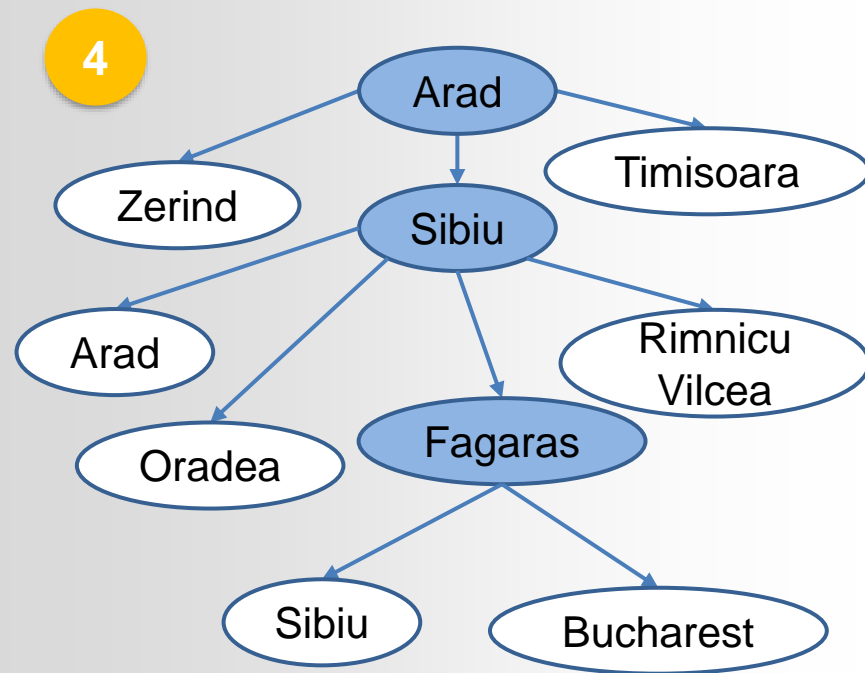 4
Arad
Timisoara
Zerind
Sibiu
Arad
Rimnicu
Vilcea
Oradea
Fagaras
Sibiu
Bucharest